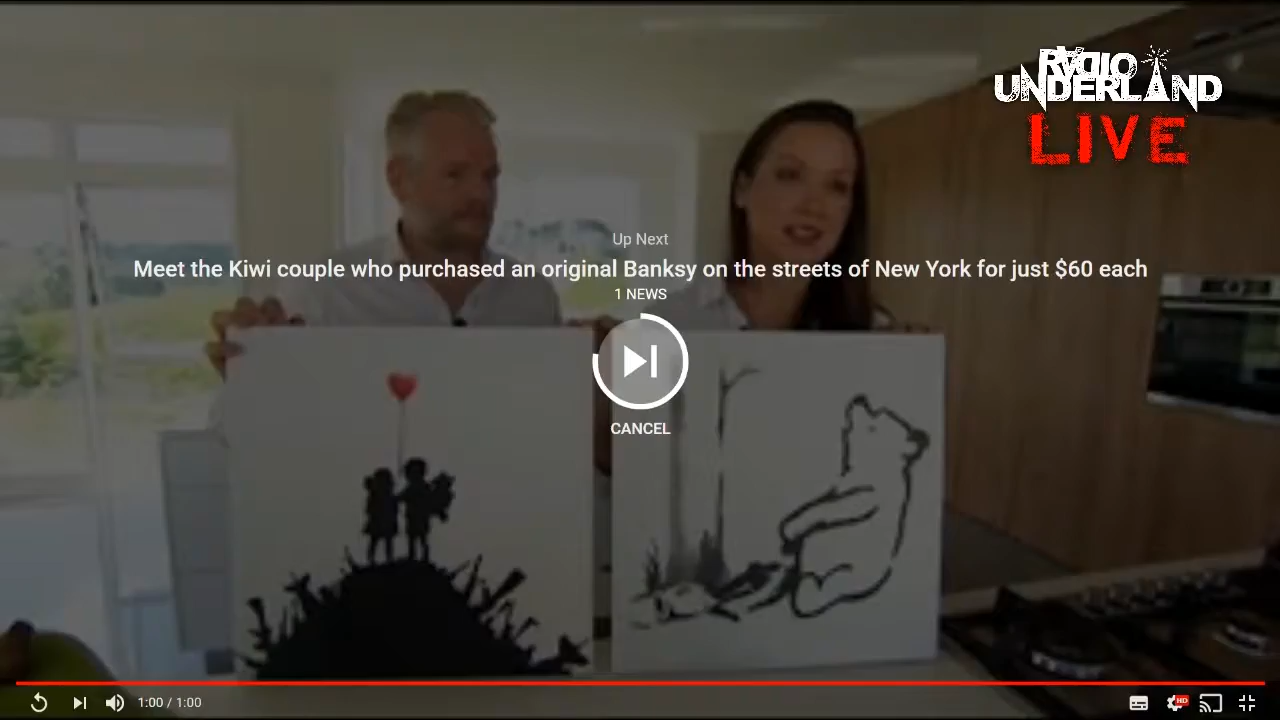 RADIO
UNDERLAND
LIVE
Up Next
Meet the Kiwi couple who purchased an original Banksy on the streets of New York for just $60 each
1 NEWS
CANCEL
1:00 / 1:00
HD